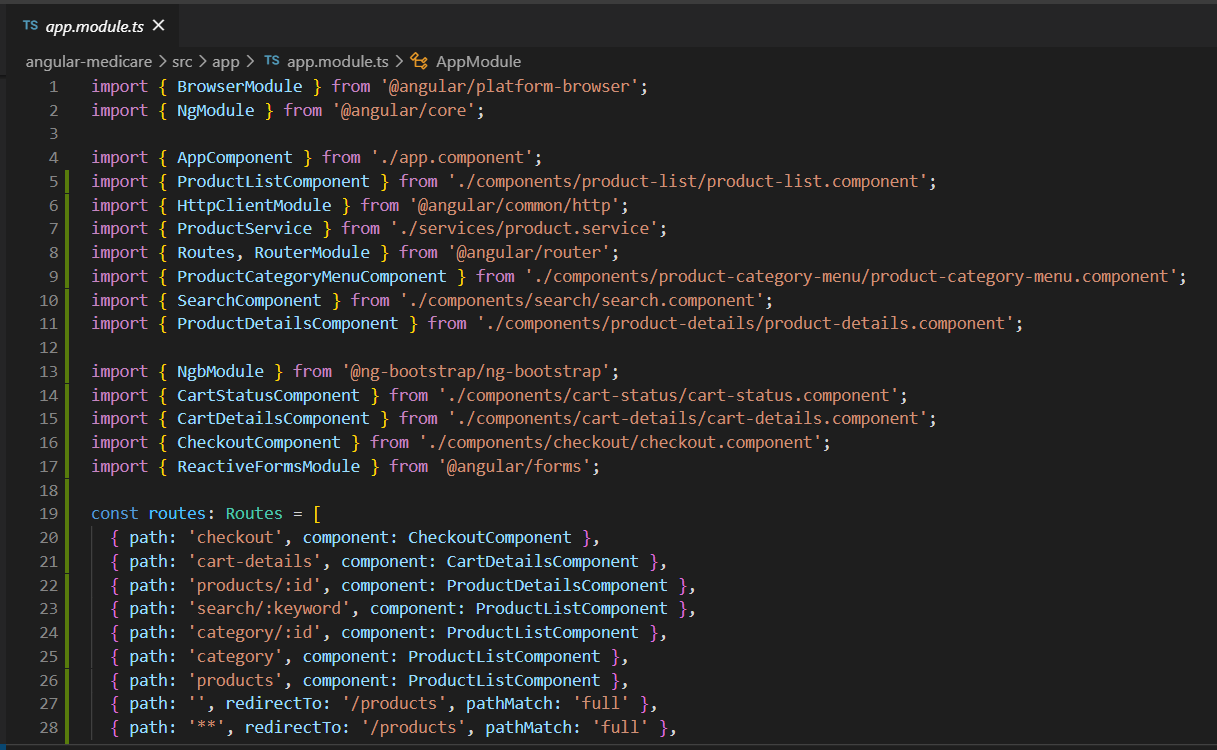 TS app.module.ts ×
angular-medicare > src > app > TS app.module.ts > AppModule
1 import { BrowserModule } from '@angular/platform-browser';
2 import { NgModule } from '@angular/core';
3
4 import { AppComponent } from './app.component';
5 import { ProductListComponent } from './components/product-list/product-list.component';
6 import { HttpClientModule } from '@angular/common/http';
7 import { ProductService } from './services/product.service';
8 import { Routes, RouterModule } from '@angular/router';
9 import { ProductCategoryMenuComponent } from './components/product-category-menu/product-category-menu.component';
10 import { SearchComponent } from './components/search/search.component';
11 import { ProductDetailsComponent } from './components/product-details/product-details.component';
12
13 import { NgbModule } from '@ng-bootstrap/ng-bootstrap';
14 import { CartStatusComponent } from './components/cart-status/cart-status.component';
15 import { CartDetailsComponent } from './components/cart-details/cart-details.component';
16 import { CheckoutComponent } from './components/checkout/checkout.component';
17 import { ReactiveFormsModule } from '@angular/forms';
18
19 const routes: Routes = [
20 { path: 'checkout', component: CheckoutComponent },
21 { path: 'cart-details', component: CartDetailsComponent },
22 { path: 'products/:id', component: ProductDetailsComponent },
23 { path: 'search/:keyword', component: ProductListComponent },
24 { path: 'category/:id', component: ProductListComponent },
25 { path: 'category', component: ProductListComponent },
26 { path: 'products', component: ProductListComponent },
27 { path: '', redirectTo: '/products', pathMatch: 'full' },
28 { path: '**', redirectTo: '/products', pathMatch: 'full' },